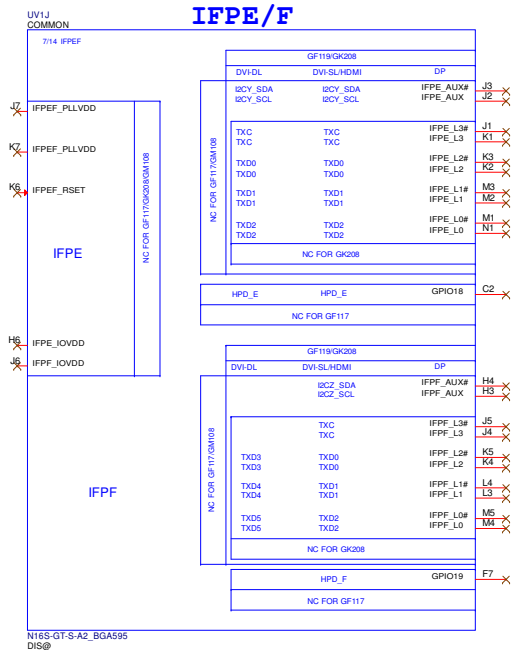 IFPE/F
UV1J
COMMON
7/14 IFPEF
GF119/GK208
DVI-DL DVI-SL/HDMI DP
I2CY_SDA I2CY_SDA IFPE_AUX# J3
I2CY_SCL I2CY_SCL IFPE_AUX J2
J7 IFPEF_PLLVDD
TXC TXC IFPE_L3# J1
TXC TXC IFPE_L3 K1
K7 IFPEF_PLLVDD
TXD0 TXD0 IFPE_L2# K3
TXD0 TXD0 IFPE_L2 K2
K6 IFPEF_RSET
TXD1 TXD1 IFPE_L1# M3
TXD1 TXD1 IFPE_L1 M2
TXD2 TXD2 IFPE_L0# M1
TXD2 TXD2 IFPE_L0 N1
NC FOR GF117/GK208/GM108
NC FOR GF117/GM108
IFPE
NC FOR GK208
HPD_E HPD_E GPIO18 C2
NC FOR GF117
H6 IFPE_IOVDD
J6 IFPF_IOVDD
GF119/GK208
DVI-DL DVI-SL/HDMI DP
I2CZ_SDA IFPF_AUX# H4
I2CZ_SCL IFPF_AUX H3
TXC IFPF_L3# J5
TXC IFPF_L3 J4
TXD3 TXD0 IFPF_L2# K5
TXD3 TXD0 IFPF_L2 K4
NC FOR GF117/GM108
IFPF
TXD4 TXD1 IFPF_L1# L4
TXD4 TXD1 IFPF_L1 L3
TXD5 TXD2 IFPF_L0# M5
TXD5 TXD2 IFPF_L0 M4
NC FOR GK208
HPD_F GPIO19 F7
NC FOR GF117
N16S-GT-S-A2_BGA595
DIS@